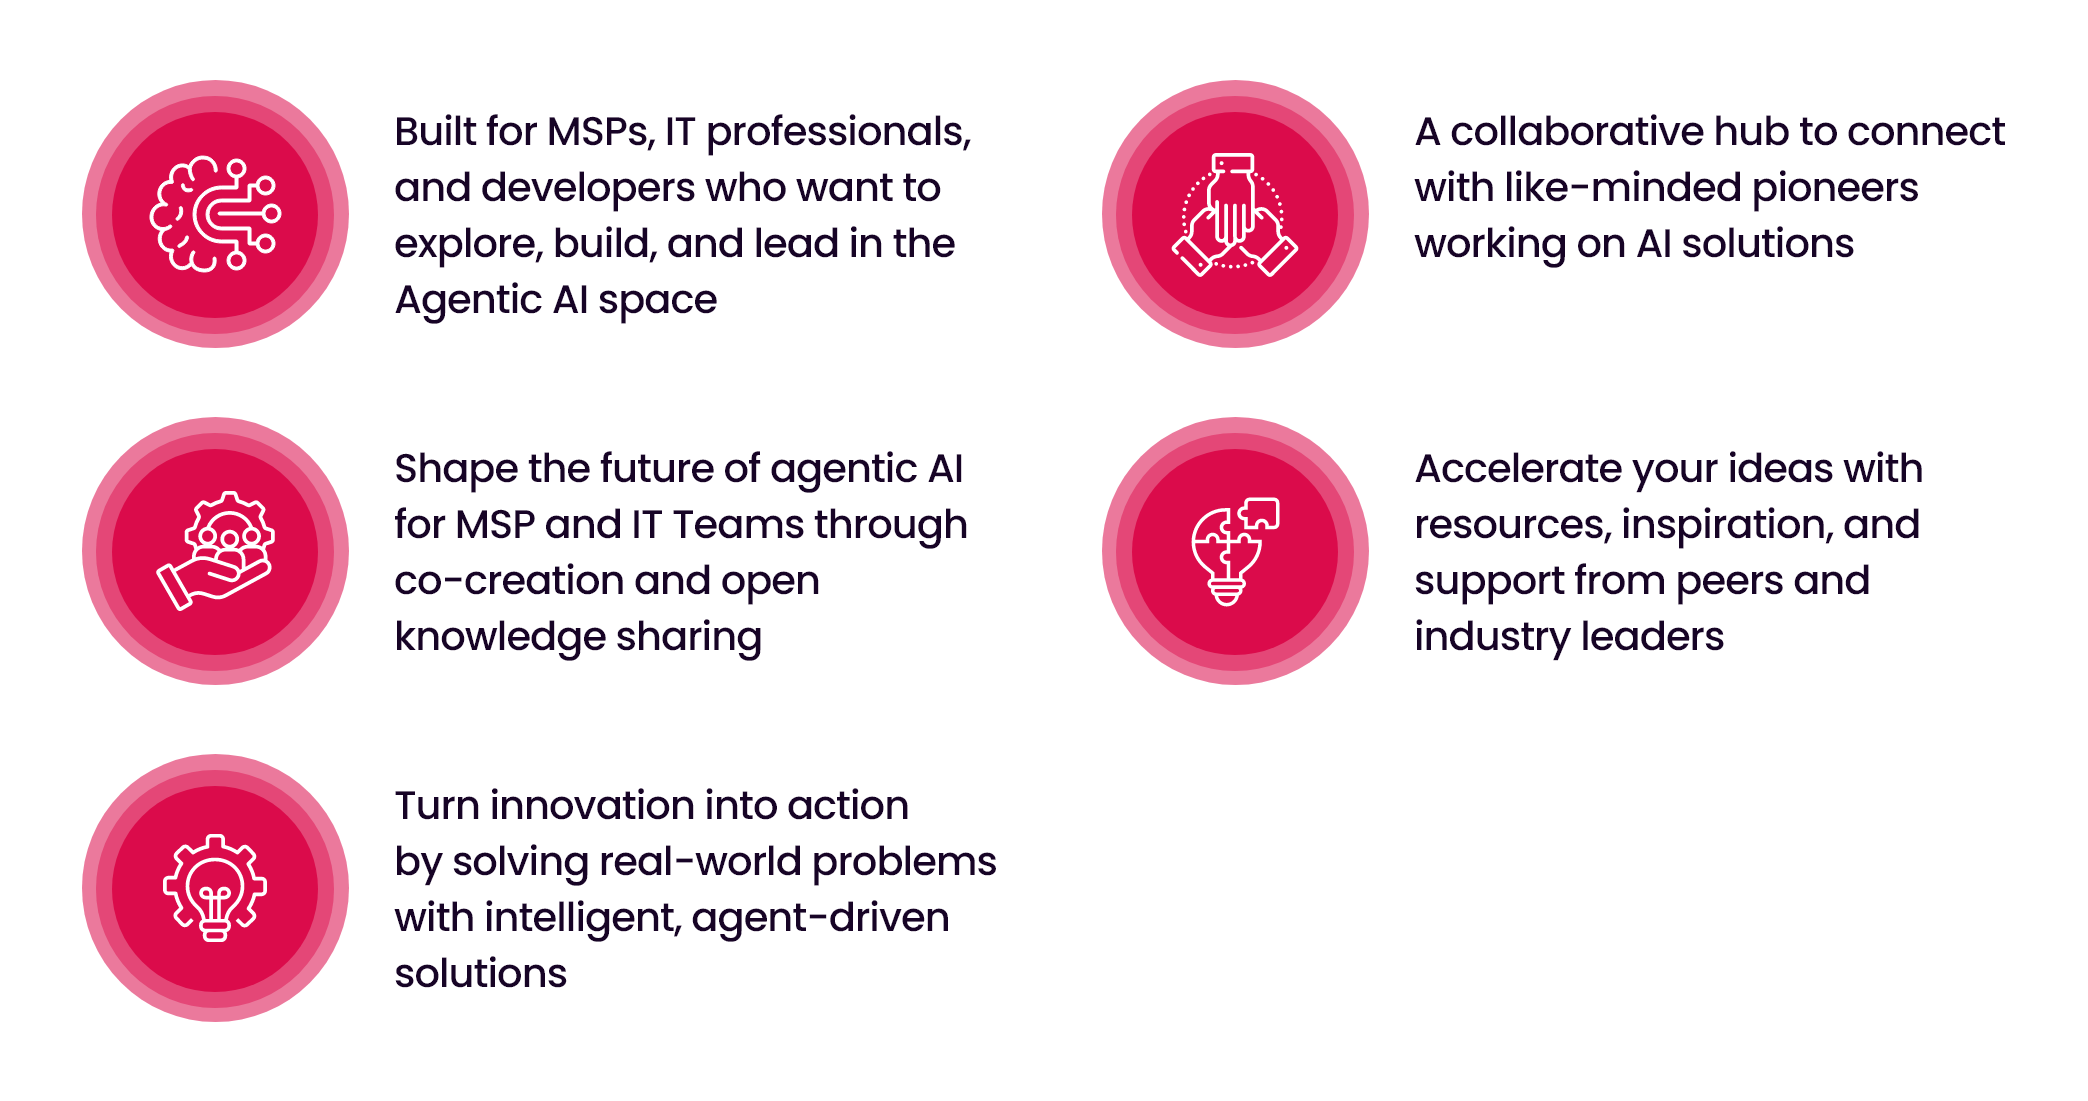 Built for MSPs, IT professionals,
and developers who want to
explore, build, and lead in the
Agentic AI space
A collaborative hub to connect
with like-minded pioneers
working on AI solutions
Shape the future of agentic AI
for MSP and IT Teams through
co-creation and open
knowledge sharing
Accelerate your ideas with
resources, inspiration, and
support from peers and
industry leaders
Turn innovation into action
by solving real-world problems
with intelligent, agent-driven
solutions